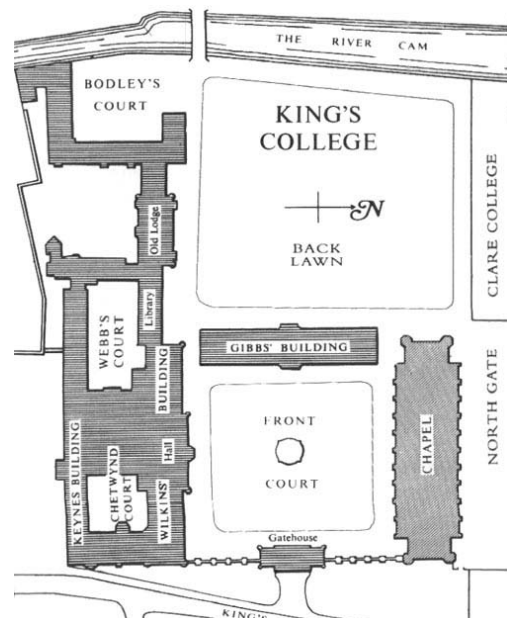 THE RIVER CAM
BODLEY'S
COURT
KING'S
COLLEGE
N
BACK
LAWN
CLARE COLLEGE
Old Lodge
Library
WEBB'S
COURT
GIBBS' BUILDING
NORTH GATE
WILKINS' BUILDING
Hall
FRONT
COURT
CHAPEL
KEYNES BUILDING
CHETWYND
COURT
Gatehouse
KING'S